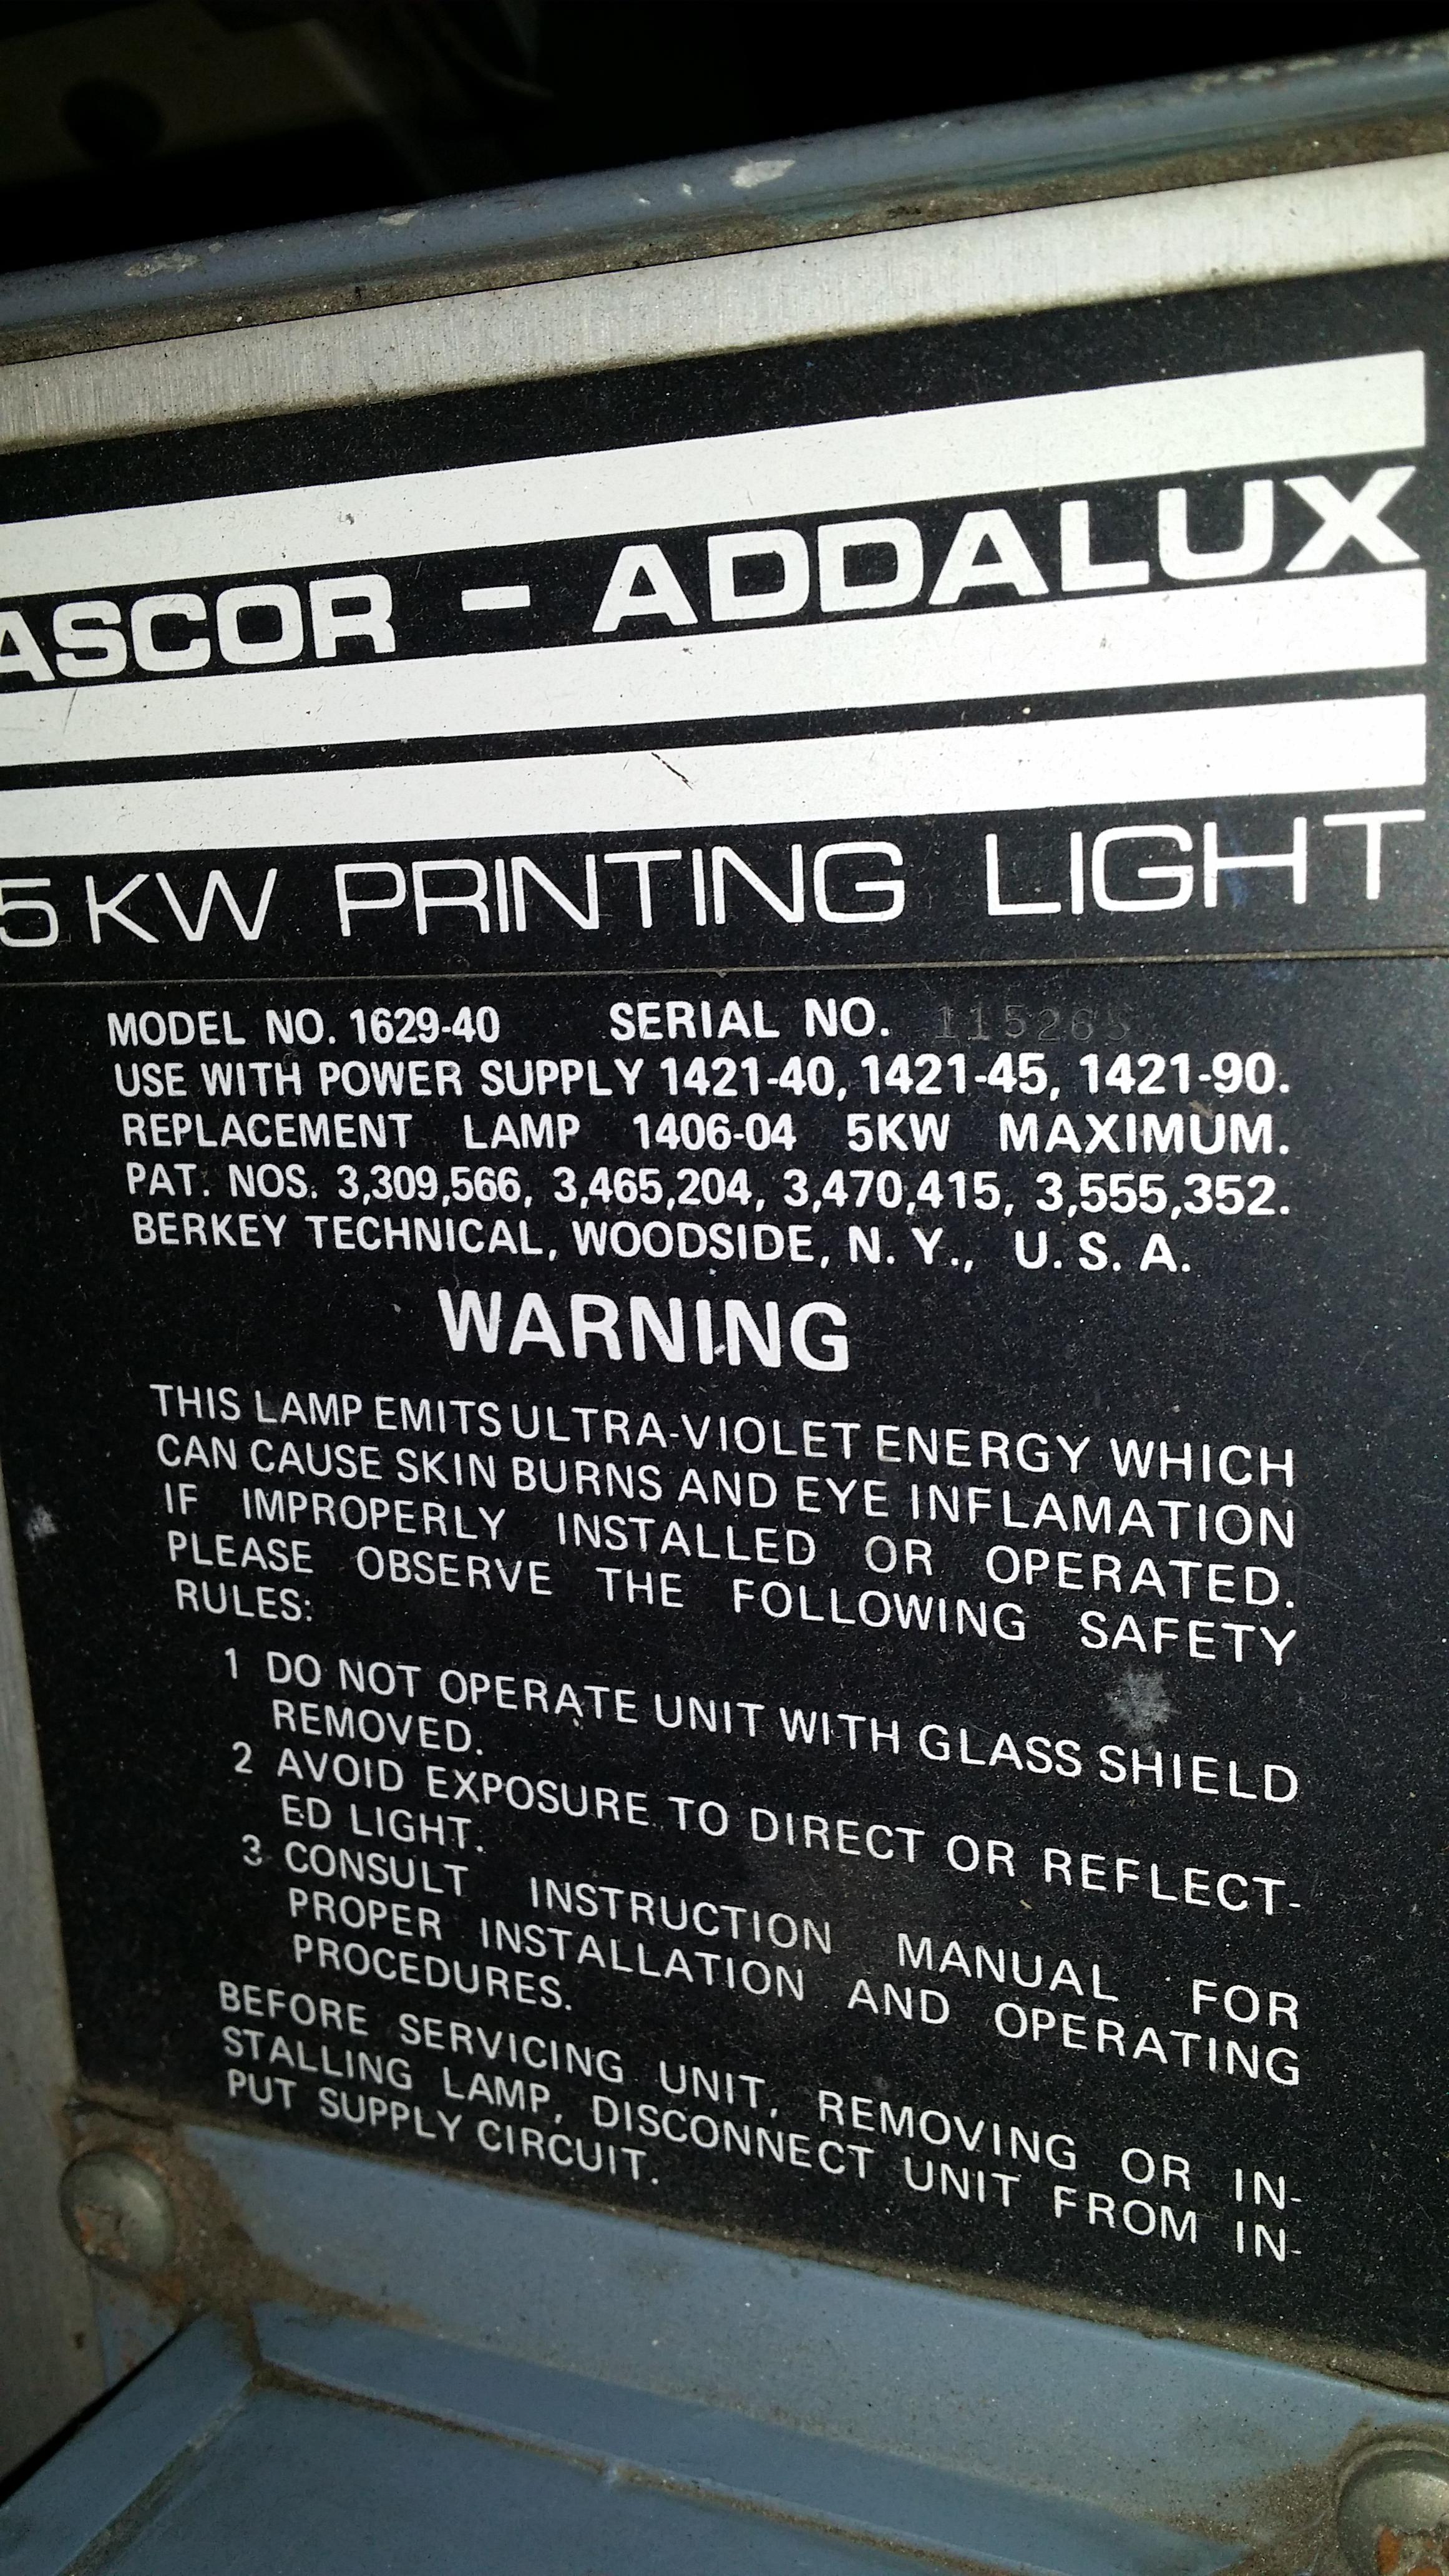 ASCOR - ADDALUX
5 KW PRINTING LIGHT
MODEL NO. 1629-40 SERIAL NO. 115265
USE WITH POWER SUPPLY 1421-40, 1421-45, 1421-90.
REPLACEMENT LAMP 1406-04 5KW MAXIMUM.
PAT. NOS. 3,309,566, 3,465,204, 3,470,415, 3,555,352.
BERKEY TECHNICAL, WOODSIDE, N. Y., U. S. A.
WARNING
THIS LAMP EMITS ULTRA-VIOLET ENERGY WHICH
CAN CAUSE SKIN BURNS AND EYE INFLAMATION
IF IMPROPERLY INSTALLED OR OPERATED.
PLEASE OBSERVE THE FOLLOWING SAFETY
RULES:
1 DO NOT OPERATE UNIT WITH GLASS SHIELD
REMOVED.
2 AVOID EXPOSURE TO DIRECT OR REFLECT-
ED LIGHT.
3 CONSULT INSTRUCTION MANUAL FOR
PROPER INSTALLATION AND OPERATING
PROCEDURES.
BEFORE SERVICING UNIT, REMOVING OR IN-
STALLING LAMP, DISCONNECT UNIT FROM IN-
PUT SUPPLY CIRCUIT.